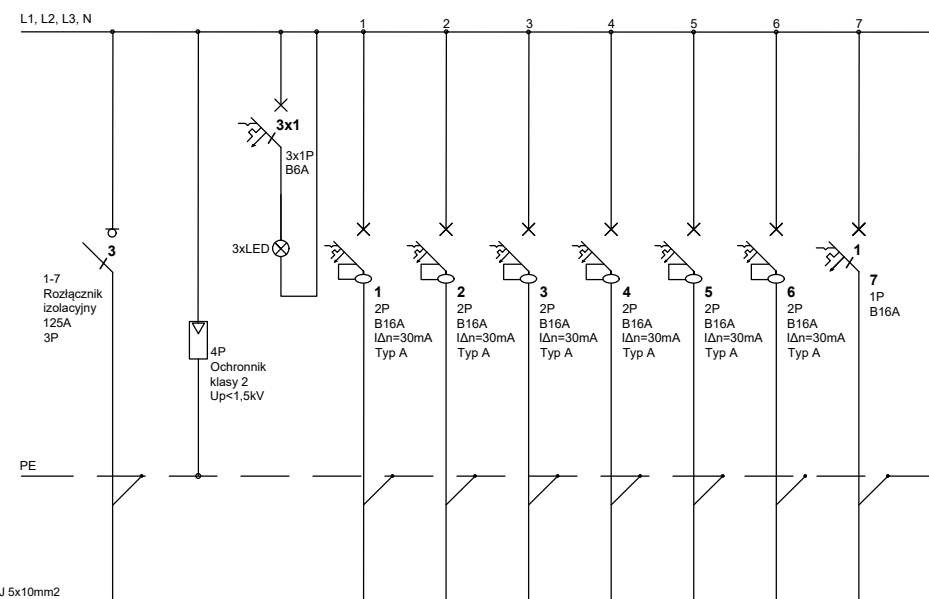 L1, L2, L3, N
1
2
3
4
5
6
7
3x1
3x1P
B6A
3xLED
3
1-7
Rozłącznik
izolacyjny
125A
3P
4P
Ochronnik
klasy 2
Up<1,5kV
1
2P
B16A
IΔn=30mA
Typ A
2
2P
B16A
IΔn=30mA
Typ A
3
2P
B16A
IΔn=30mA
Typ A
4
2P
B16A
IΔn=30mA
Typ A
5
2P
B16A
IΔn=30mA
Typ A
6
2P
B16A
IΔn=30mA
Typ A
1
7
1P
B16A
PE
J 5x10mm2